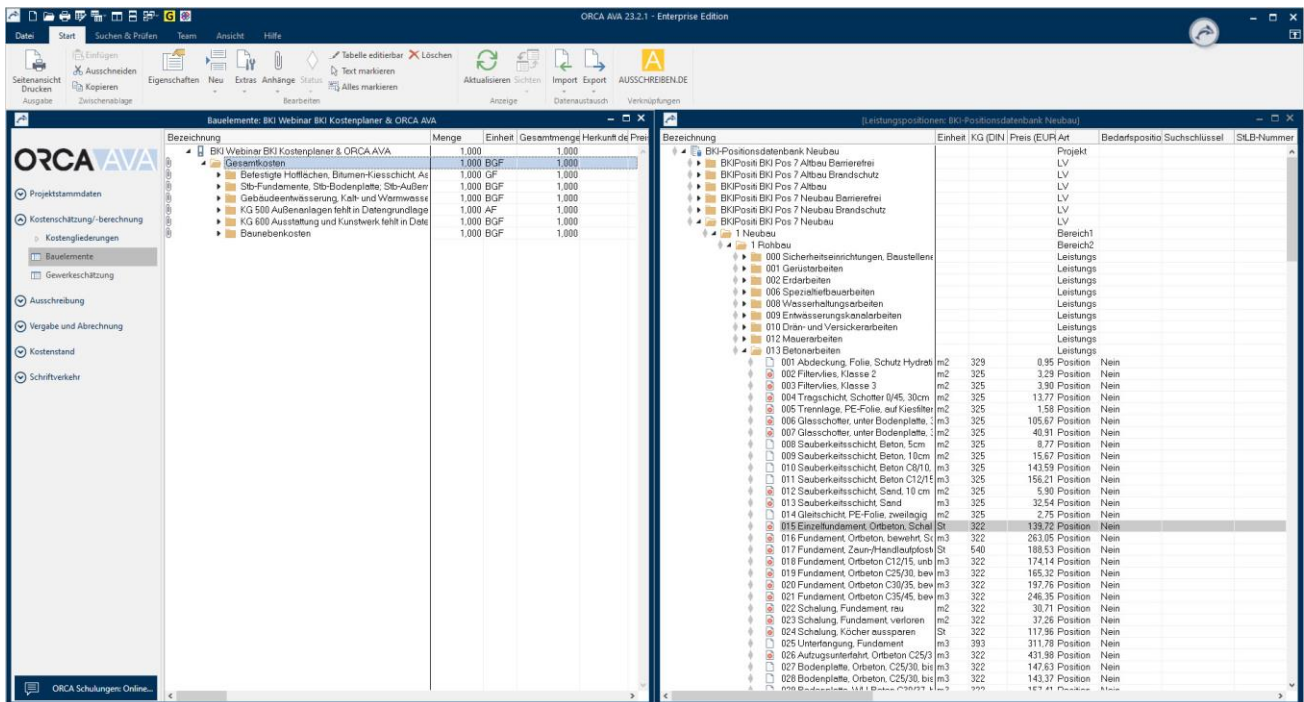 ORCA AVA 23.2.1 - Enterprise Edition
Datei Start Suchen & Prüfen Team Ansicht Hilfe
Seitenansicht Drucken
Einfügen
Ausschneiden
Kopieren
Eigenschaften Neu Extras Anhänge Status
Tabelle editierbar Löschen
Text markieren
Alles markieren
Aktualisieren Sichten Import Export AUSSCHREIBEN.DE
Ausgabe Zwischenablage Bearbeiten Anzeige Datenaustausch Verknüpfungen
ORCA AVA
Projektstammdaten
Kostenschätzung/-berechnung
Kostengliederungen
Bauelemente
Gewerkeschätzung
Ausschreibung
Vergabe und Abrechnung
Kostenstand
Schriftverkehr
ORCA Schulungen: Online...
Bauelemente: BKI Webinar BKI Kostenplaner & ORCA AVA
Bezeichnung Menge Einheit Gesamtmenge Herkunft de Prei
BKI Webinar BKI Kostenplaner & ORCA AVA 1,000 1,000
Gesamtkosten 1,000 BGF 1,000
Befestigte Hofflächen, Bitumen-Kiesschicht, As 1,000 GF 1,000
Stb-Fundamente, Stb-Bodenplatte; Stb-Außen 1,000 BGF 1,000
Gebäudeentwässerung, Kalt- und Warmwasse 1,000 BGF 1,000
KG 500 Außenanlagen fehlt in Datengrundlage 1,000 AF 1,000
KG 600 Ausstattung und Kunstwerk fehlt in Date 1,000 BGF 1,000
Baunebenkosten 1,000 BGF 1,000
[Leistungspositionen: BKI-Positionsdatenbank Neubau]
Bezeichnung Einheit KG (DIN Preis (EUR Art Bedarfspositio Suchschlüssel StLB-Nummer
BKI-Positionsdatenbank Neubau Projekt
BKIPositi BKI Pos 7 Altbau Barrierefrei LV
BKIPositi BKI Pos 7 Altbau Brandschutz LV
BKIPositi BKI Pos 7 Altbau LV
BKIPositi BKI Pos 7 Neubau Barrierefrei LV
BKIPositi BKI Pos 7 Neubau Brandschutz LV
BKIPositi BKI Pos 7 Neubau LV
1 Neubau Bereich1
1 Rohbau Bereich2
000 Sicherheitseinrichtungen, Baustellene Leistungs
001 Gerüstarbeiten Leistungs
002 Erdarbeiten Leistungs
006 Spezialtiefbauarbeiten Leistungs
008 Wasserhaltungsarbeiten Leistungs
009 Entwässerungskanalarbeiten Leistungs
010 Drän- und Versickerarbeiten Leistungs
012 Mauerarbeiten Leistungs
013 Betonarbeiten Leistungs
001 Abdeckung, Folie, Schutz Hydrati m2 329 0,95 Position Nein
002 Filtervlies, Klasse 2 m2 325 3,29 Position Nein
003 Filtervlies, Klasse 3 m2 325 3,90 Position Nein
004 Tragschicht, Schotter 0/45, 30cm m2 325 13,77 Position Nein
005 Trennlage, PE-Folie, auf Kiesfilter m2 325 1,58 Position Nein
006 Glasschotter, unter Bodenplatte, m3 325 105,67 Position Nein
007 Glasschotter, unter Bodenplatte, m2 325 40,91 Position Nein
008 Sauberkeitsschicht, Beton, 5cm m2 325 8,77 Position Nein
009 Sauberkeitsschicht, Beton, 10cm m2 325 15,67 Position Nein
010 Sauberkeitsschicht, Beton C8/10, m3 325 143,59 Position Nein
011 Sauberkeitsschicht, Beton C12/15 m3 325 156,21 Position Nein
012 Sauberkeitsschicht, Sand, 10 cm m2 325 5,90 Position Nein
013 Sauberkeitsschicht, Sand m3 325 32,54 Position Nein
014 Gleitschicht, PE-Folie, zweilagig m2 325 2,75 Position Nein
015 Einzelfundament, Ortbeton, Schal St 322 139,72 Position Nein
016 Fundament, Ortbeton, bewehrt, Sc m3 322 263,05 Position Nein
017 Fundament, Zaun-/Handlaufpfost St 540 188,53 Position Nein
018 Fundament, Ortbeton C12/15, unb m3 322 174,14 Position Nein
019 Fundament, Ortbeton C25/30, bew m3 322 165,32 Position Nein
020 Fundament, Ortbeton C30/35, bew m3 322 197,76 Position Nein
021 Fundament, Ortbeton C35/45, bew m3 322 246,35 Position Nein
022 Schalung, Fundament, rau m2 322 30,71 Position Nein
023 Schalung, Fundament, verloren m2 322 37,26 Position Nein
024 Schalung, Köcher aussparen St 322 117,96 Position Nein
025 Unterfangung, Fundament m3 393 311,78 Position Nein
026 Aufzugsunterfahrt, Ortbeton C25/3 m3 322 431,98 Position Nein
027 Bodenplatte, Orbeton, C25/30, bis m3 322 147,63 Position Nein
028 Bodenplatte, Orbeton, C25/30, bis m3 322 143,37 Position Nein